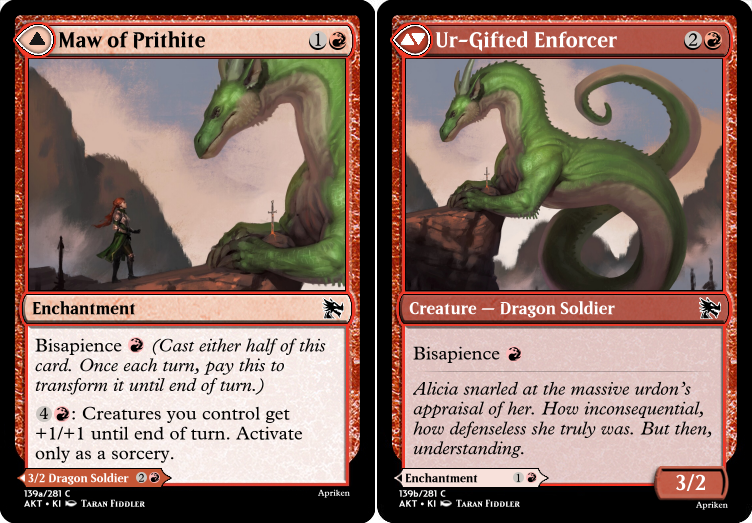 Maw of Prithite 1
Enchantment
Bisapience (Cast either half of this
card. Once each turn, pay this to
transform it until end of turn.)
4 : Creatures you control get
+1/+1 until end of turn. Activate
only as a sorcery.
3/2 Dragon Soldier 2
139a/281 C
AKT • KI Taran Fiddler
Apriken
Ur-Gifted Enforcer 2
Creature — Dragon Soldier
Bisapience
Alicia snarled at the massive urdon's
appraisal of her. How inconsequential,
how defenseless she truly was. But then,
understanding.
Enchantment 1
3/2
139b/281 C
AKT • KI Taran Fiddler
Apriken